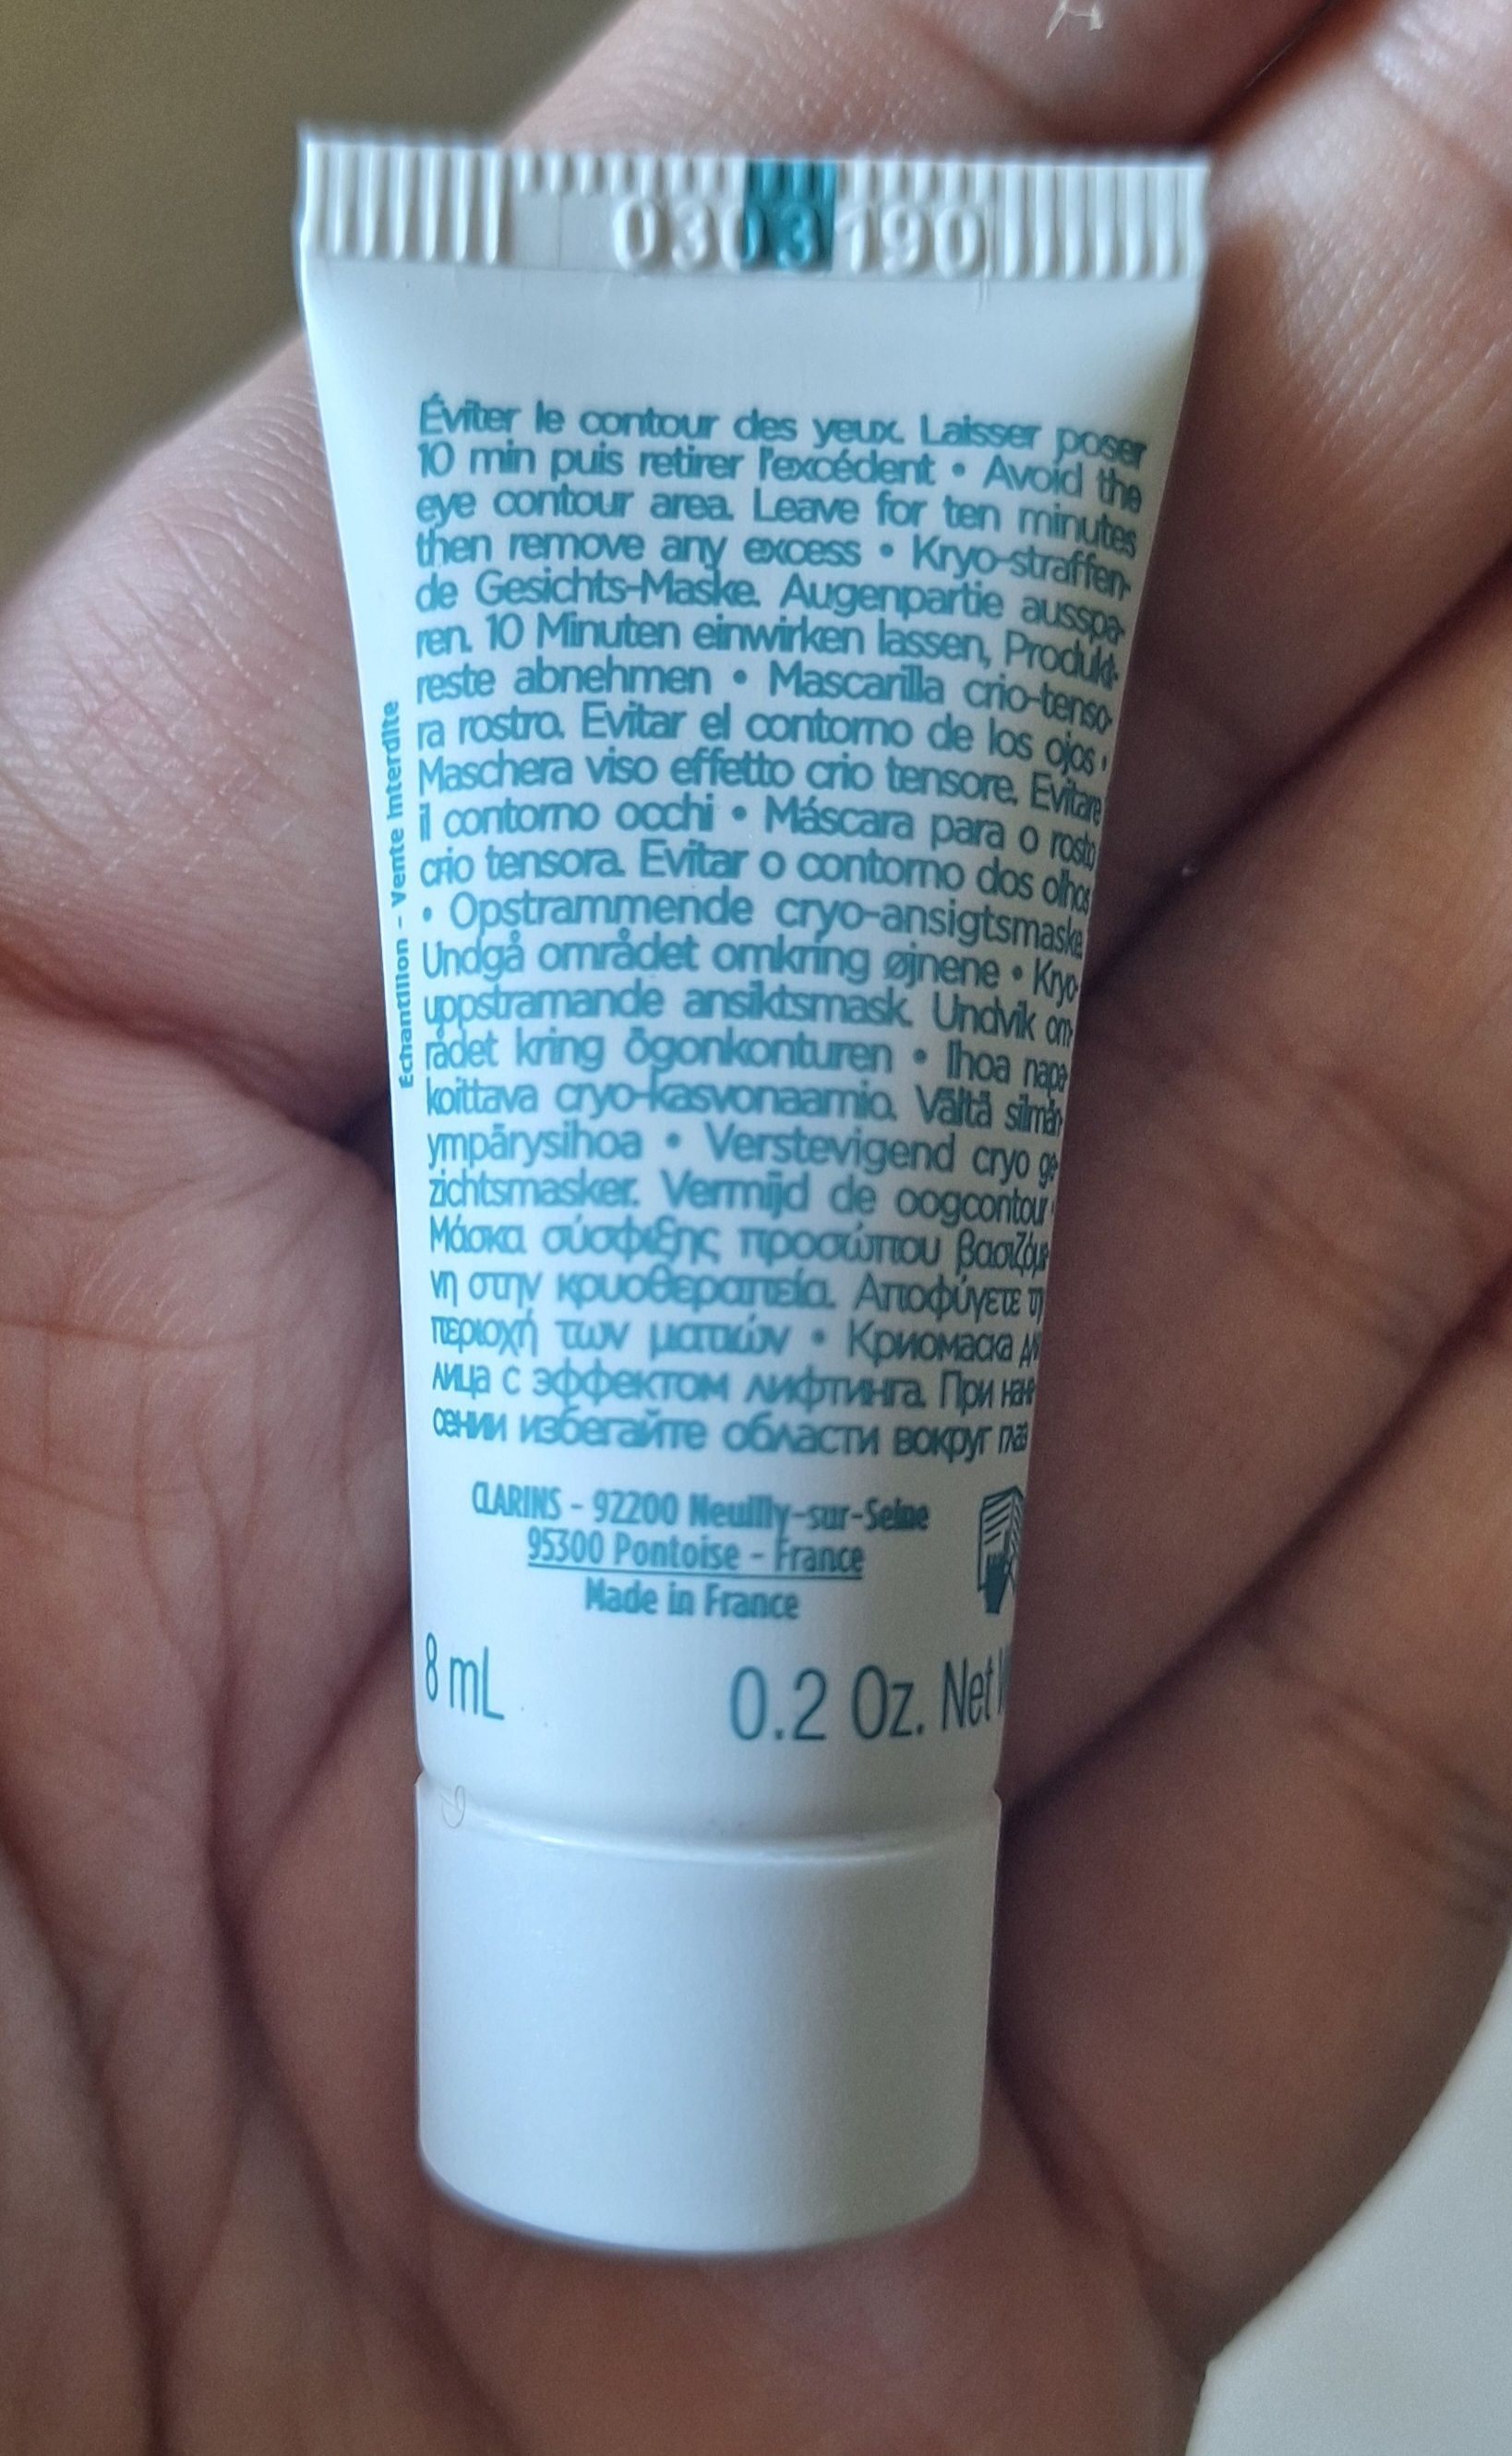 0303190
Éviter le contour des yeux. Laisser poser
10 min puis retirer l'excédent • Avoid the
eye contour area. Leave for ten minutes
then remove any excess • Kryo-straffen-
de Gesichts-Maske. Augenpartie ausspa-
ren. 10 Minuten einwirken lassen, Produkt-
reste abnehmen • Mascarilla crio-tenso-
ra rostro. Evitar el contorno de los ojos •
Maschera viso effetto crio tensore. Evitare
il contorno occhi • Máscara para o rosto
crio tensora. Evitar o contorno dos olhos
• Opstrammende cryo-ansigtsmaske.
Undgå området omkring øjnene • Kryo-
uppstramande ansiktsmask. Undvik om-
rådet kring ögonkonturen • Ihoa napa-
koittava cryo-kasvonaamio. Vältä silmän-
ympärysihoa • Verstevigend cryo ge-
zichtsmasker. Vermijd de oogcontour •
Μάσκα σύσφιξης προσώπου βασιζόμε-
νη στην κρυοθεραπεία. Αποφύγετε τη
περιοχή των ματιών • Криомаска для
лица с эффектом лифтинга. При нане-
сении избегайте области вокруг глаз
Échantillon - Vente Interdite
CLARINS - 92200 Neuilly-sur-Seine
95300 Pontoise - France
Made in France
8 mL
0.2 Oz. Net